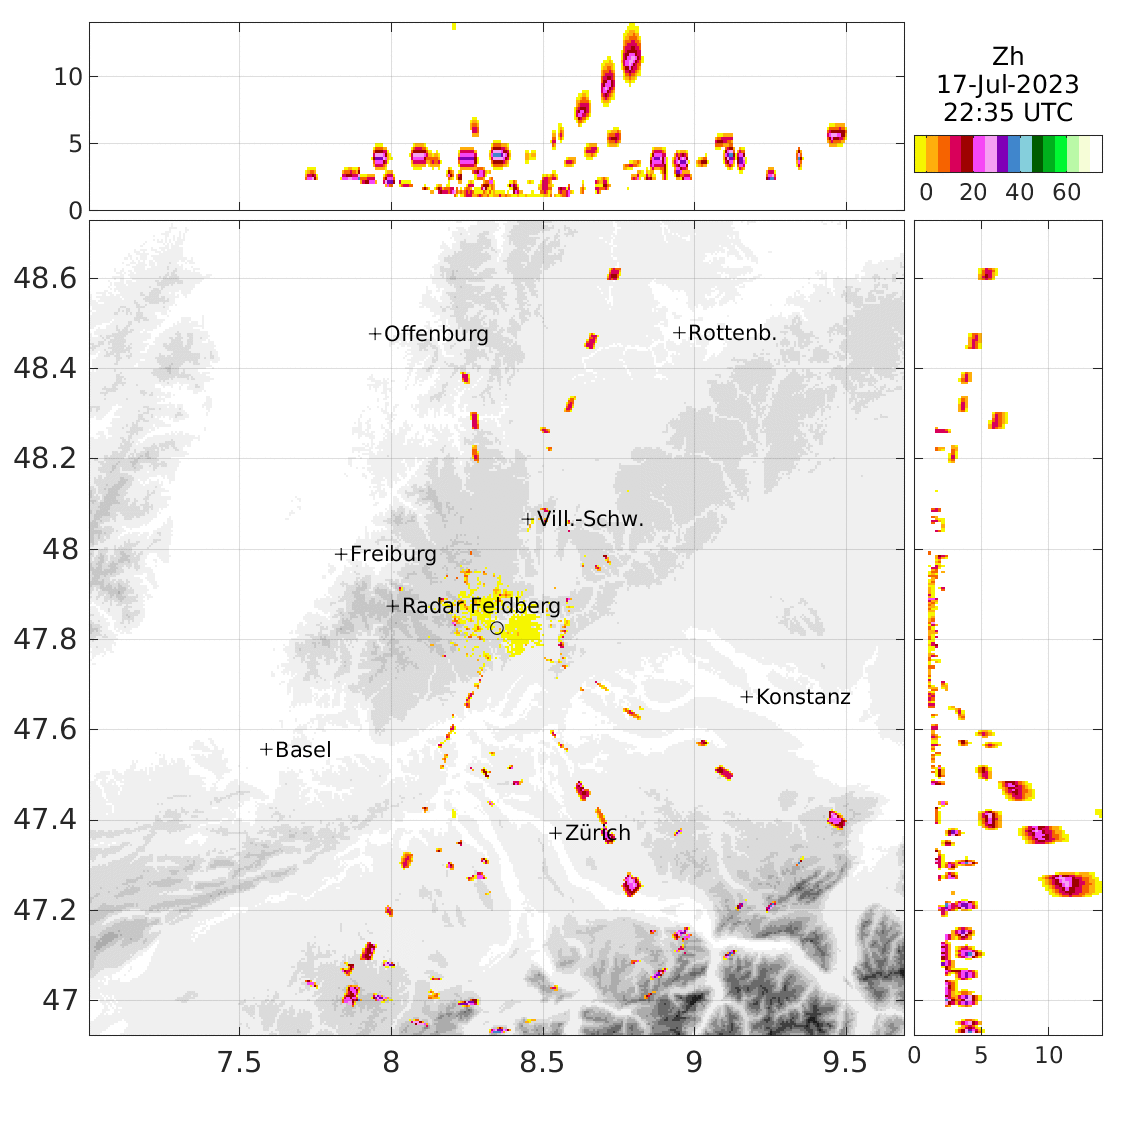 Zh
17-Jul-2023
22:35 UTC
10
5
0
0 20 40 60
48.6
48.4
48.2
48
47.8
47.6
47.4
47.2
47
Offenburg
Rottenb.
Vill.-Schw.
Freiburg
Radar Feldberg
Konstanz
Basel
Zürich
7.5 8 8.5 9 9.5
0 5 10